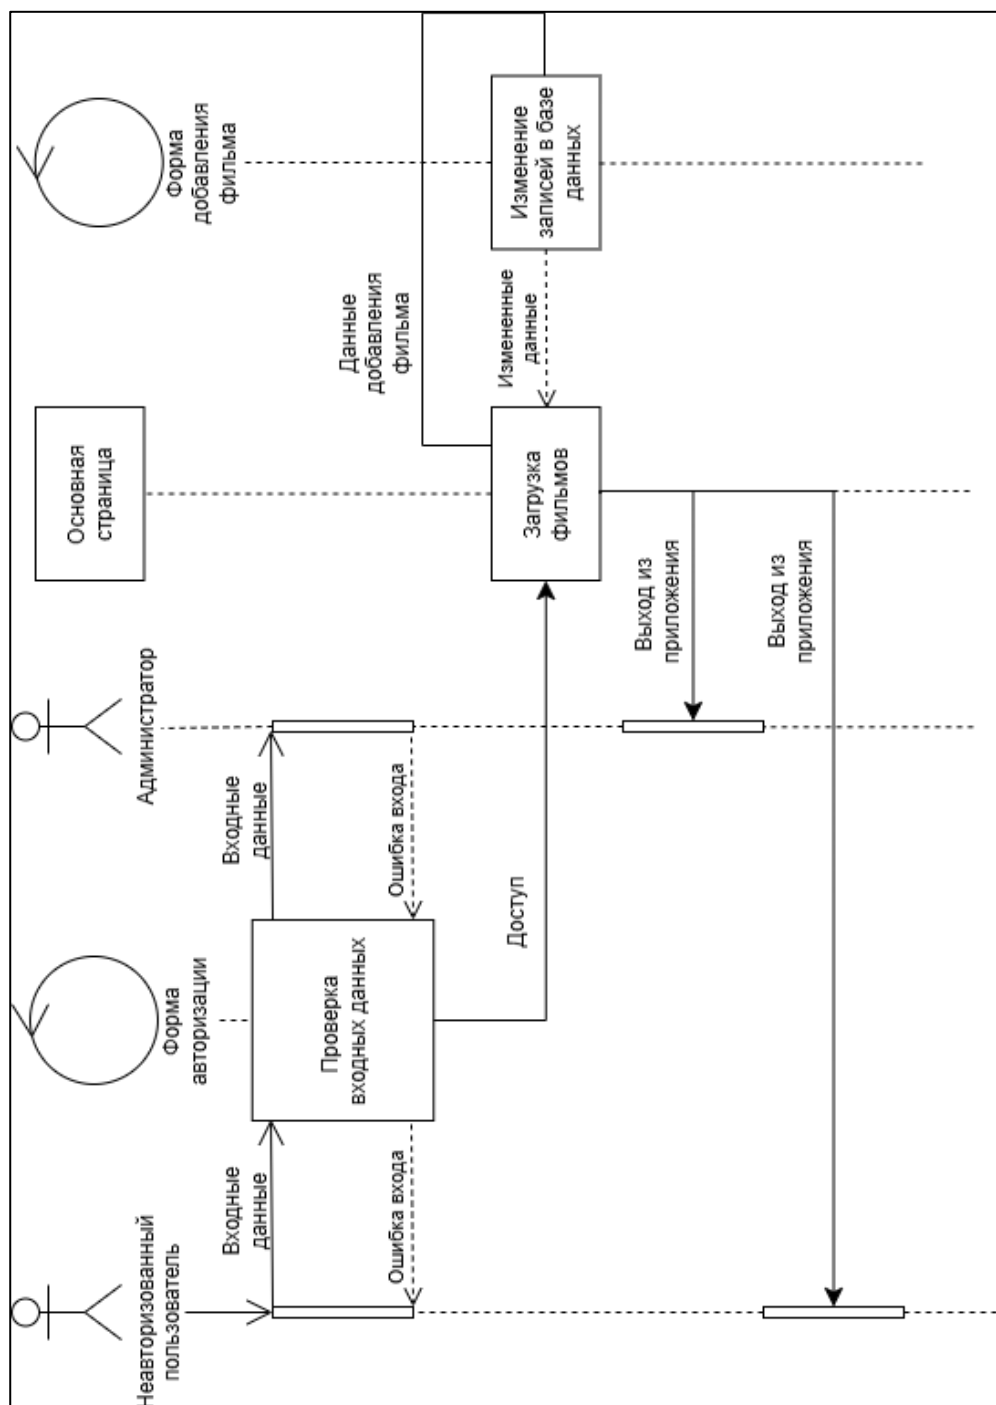 Неавторизованный
пользователь
Форма
авторизации
Администратор
Основная
страница
Форма
добавления
фильма
Входные
данные
Проверка
входных данных
Входные
данные
Ошибка входа
Ошибка входа
Доступ
Данные
добавления
фильма
Загрузка
фильмов
Измененные
данные
Изменение
записей в базе
данных
Выход из
приложения
Выход из
приложения